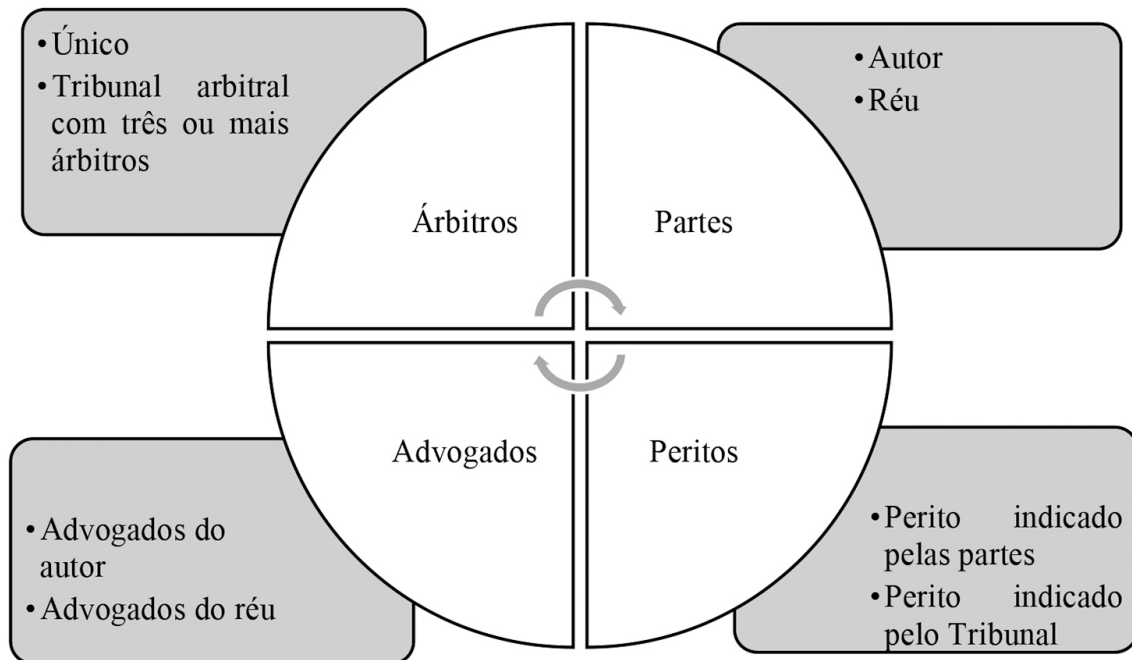 • Único
• Tribunal arbitral
com três ou mais
árbitros
• Autor
• Réu
Árbitros
Partes
Advogados
Peritos
• Advogados do
autor
• Advogados do réu
• Perito indicado
pelas partes
• Perito indicado
pelo Tribunal